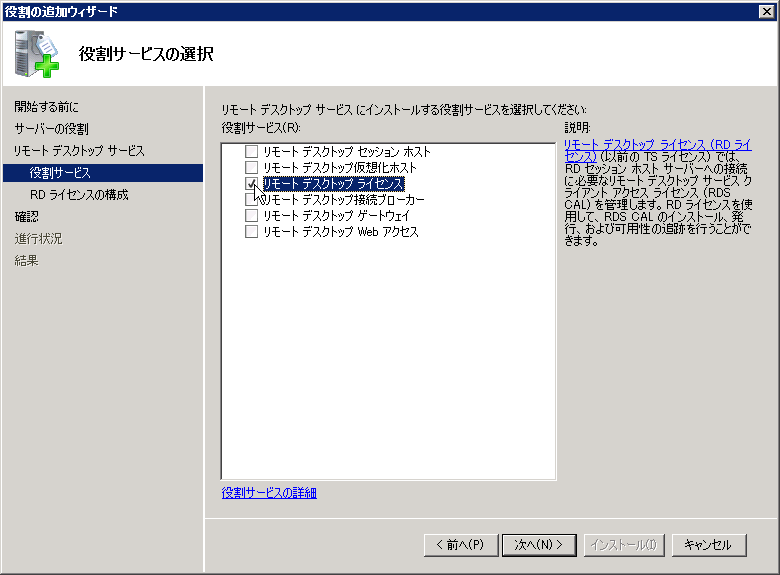 役割の追加ウィザード
役割サービスの選択
開始する前に
サーバーの役割
リモート デスクトップ サービス
役割サービス
RD ライセンスの構成
確認
進行状況
結果
リモート デスクトップ サービス にインストールする役割サービスを選択してください:
役割サービス(R):
リモート デスクトップ セッション ホスト
リモート デスクトップ仮想化ホスト
リモート デスクトップ ライセンス
リモート デスクトップ接続ブローカー
リモート デスクトップ ゲートウェイ
リモート デスクトップ Web アクセス
役割サービスの詳細
説明:
リモート デスクトップ ライセンス (RD ライ
センス) (以前の TS ライセンス) では、
RD セッション ホスト サーバーへの接続
に必要なリモート デスクトップ サービス ク
ライアント アクセス ライセンス (RDS
CAL) を管理します。RD ライセンスを使
用して、RDS CAL のインストール、発
行、および可用性の追跡を行うことがで
きます。
< 前へ(P)
次へ(N) >
インストール(I)
キャンセル